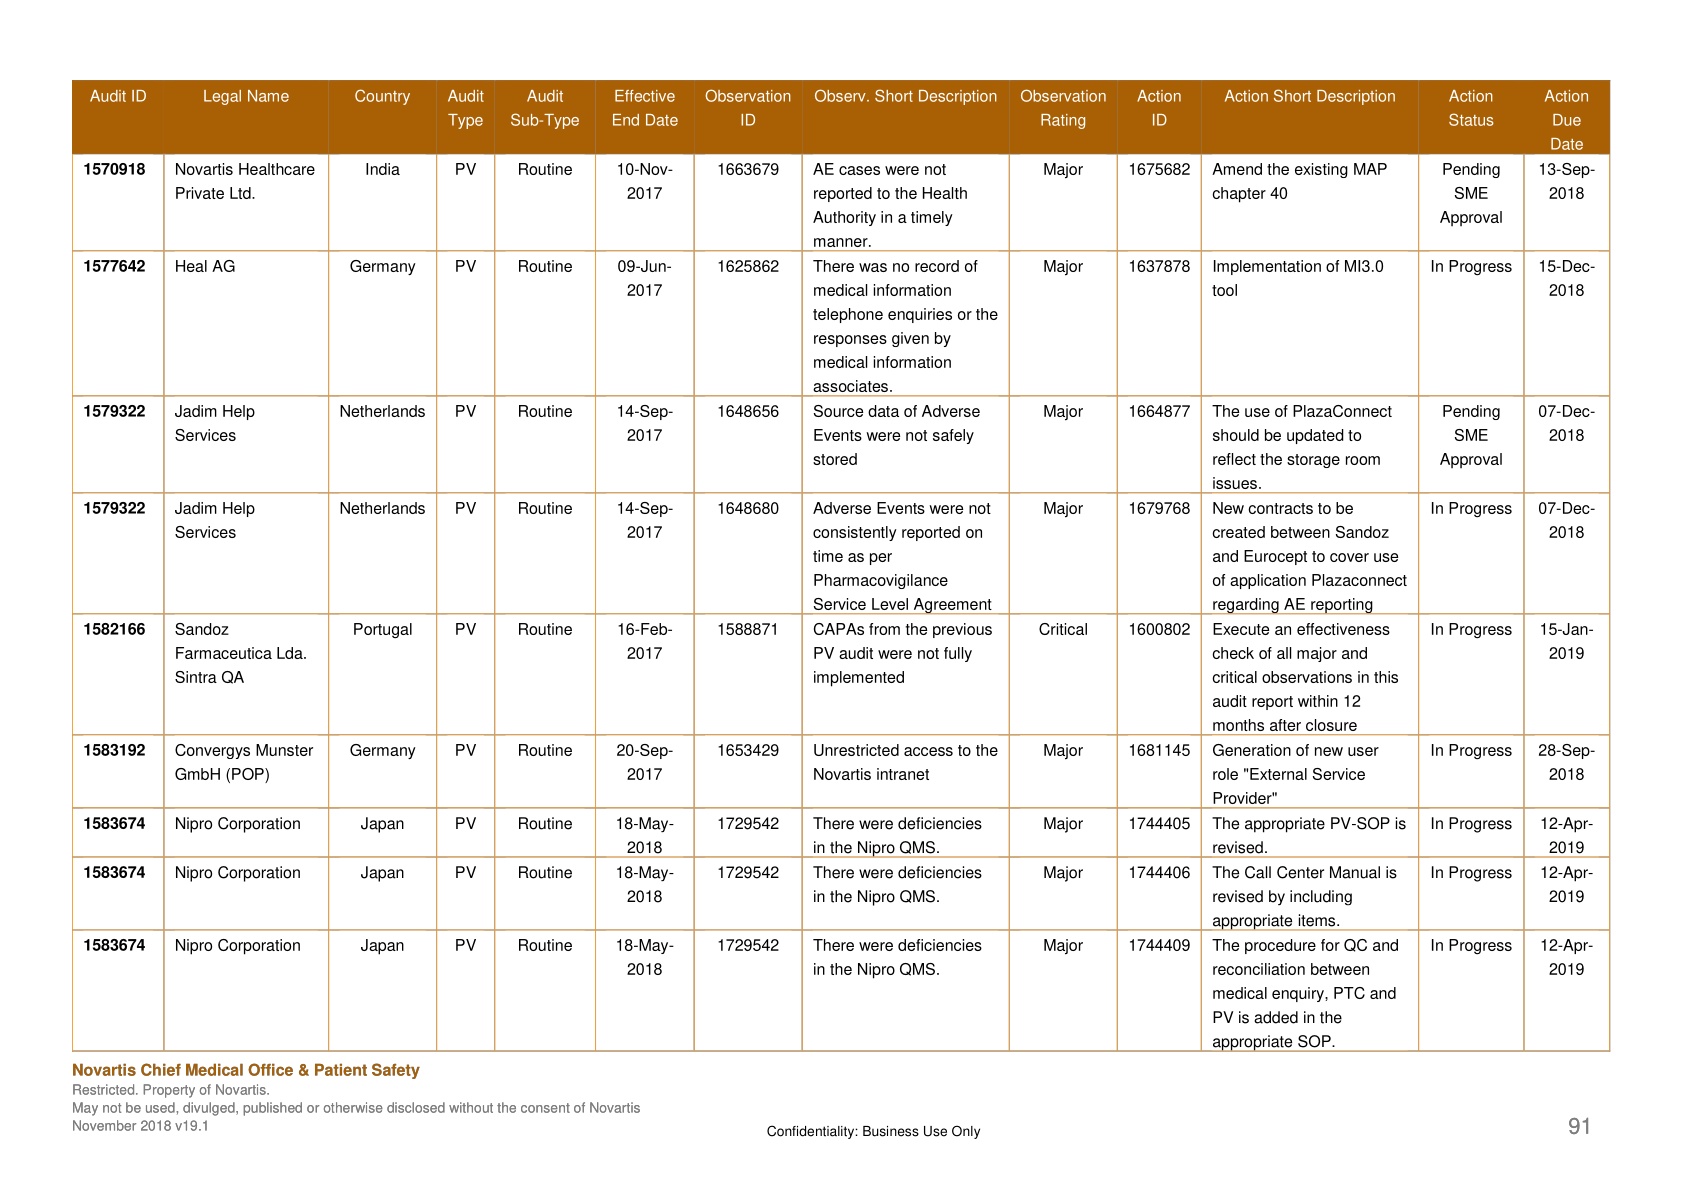 Audit ID Legal Name Country Audit Type Audit Sub-Type Effective End Date Observation ID Observ. Short Description Observation Rating Action ID Action Short Description Action Status Action Due Date
1570918 Novartis Healthcare Private Ltd. India PV Routine 10-Nov-2017 1663679 AE cases were not reported to the Health Authority in a timely manner. Major 1675682 Amend the existing MAP chapter 40 Pending SME Approval 13-Sep-2018
1577642 Heal AG Germany PV Routine 09-Jun-2017 1625862 There was no record of medical information telephone enquiries or the responses given by medical information associates. Major 1637878 Implementation of MI3.0 tool In Progress 15-Dec-2018
1579322 Jadim Help Services Netherlands PV Routine 14-Sep-2017 1648656 Source data of Adverse Events were not safely stored Major 1664877 The use of PlazaConnect should be updated to reflect the storage room issues. Pending SME Approval 07-Dec-2018
1579322 Jadim Help Services Netherlands PV Routine 14-Sep-2017 1648680 Adverse Events were not consistently reported on time as per Pharmacovigilance Service Level Agreement Major 1679768 New contracts to be created between Sandoz and Eurocept to cover use of application Plazaconnect regarding AE reporting In Progress 07-Dec-2018
1582166 Sandoz Farmaceutica Lda. Sintra QA Portugal PV Routine 16-Feb-2017 1588871 CAPAs from the previous PV audit were not fully implemented Critical 1600802 Execute an effectiveness check of all major and critical observations in this audit report within 12 months after closure In Progress 15-Jan-2019
1583192 Convergys Munster GmbH (POP) Germany PV Routine 20-Sep-2017 1653429 Unrestricted access to the Novartis intranet Major 1681145 Generation of new user role "External Service Provider" In Progress 28-Sep-2018
1583674 Nipro Corporation Japan PV Routine 18-May-2018 1729542 There were deficiencies in the Nipro QMS. Major 1744405 The appropriate PV-SOP is revised. In Progress 12-Apr-2019
1583674 Nipro Corporation Japan PV Routine 18-May-2018 1729542 There were deficiencies in the Nipro QMS. Major 1744406 The Call Center Manual is revised by including appropriate items. In Progress 12-Apr-2019
1583674 Nipro Corporation Japan PV Routine 18-May-2018 1729542 There were deficiencies in the Nipro QMS. Major 1744409 The procedure for QC and reconciliation between medical enquiry, PTC and PV is added in the appropriate SOP. In Progress 12-Apr-2019
Novartis Chief Medical Office & Patient Safety
Restricted. Property of Novartis.
May not be used, divulged, published or otherwise disclosed without the consent of Novartis
November 2018 v19.1
Confidentiality: Business Use Only
91